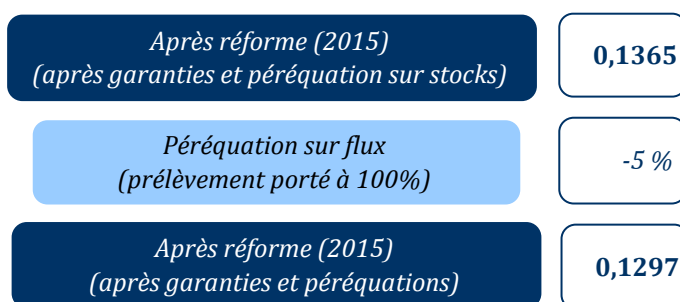 Après réforme (2015)
(après garanties et péréquation sur stocks)
0,1365
Péréquation sur flux
(prélèvement porté à 100%)
-5 %
Après réforme (2015)
(après garanties et péréquations)
0,1297